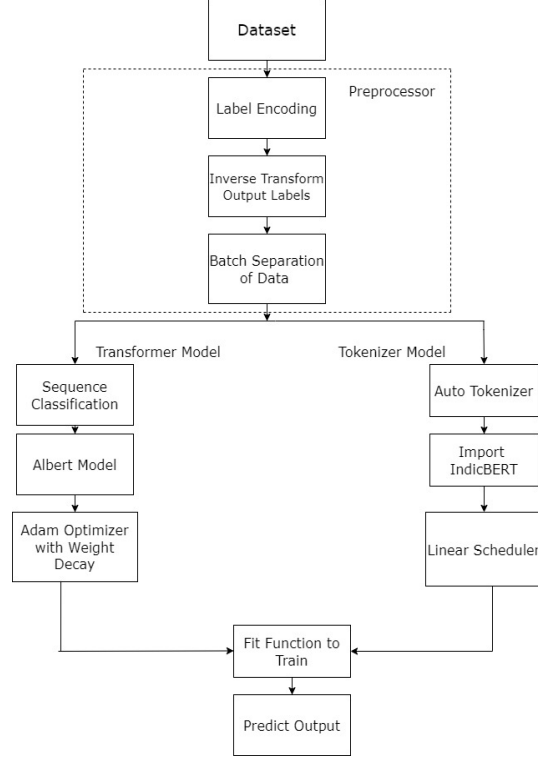 Dataset
Preprocessor
Label Encoding
Inverse Transform
Output Labels
Batch Separation
of Data
Transformer Model
Tokenizer Model
Sequence
Classification
Auto Tokenizer
Albert Model
Import
IndicBERT
Adam Optimizer
with Weight
Decay
Linear Scheduler
Fit Function to
Train
Predict Output